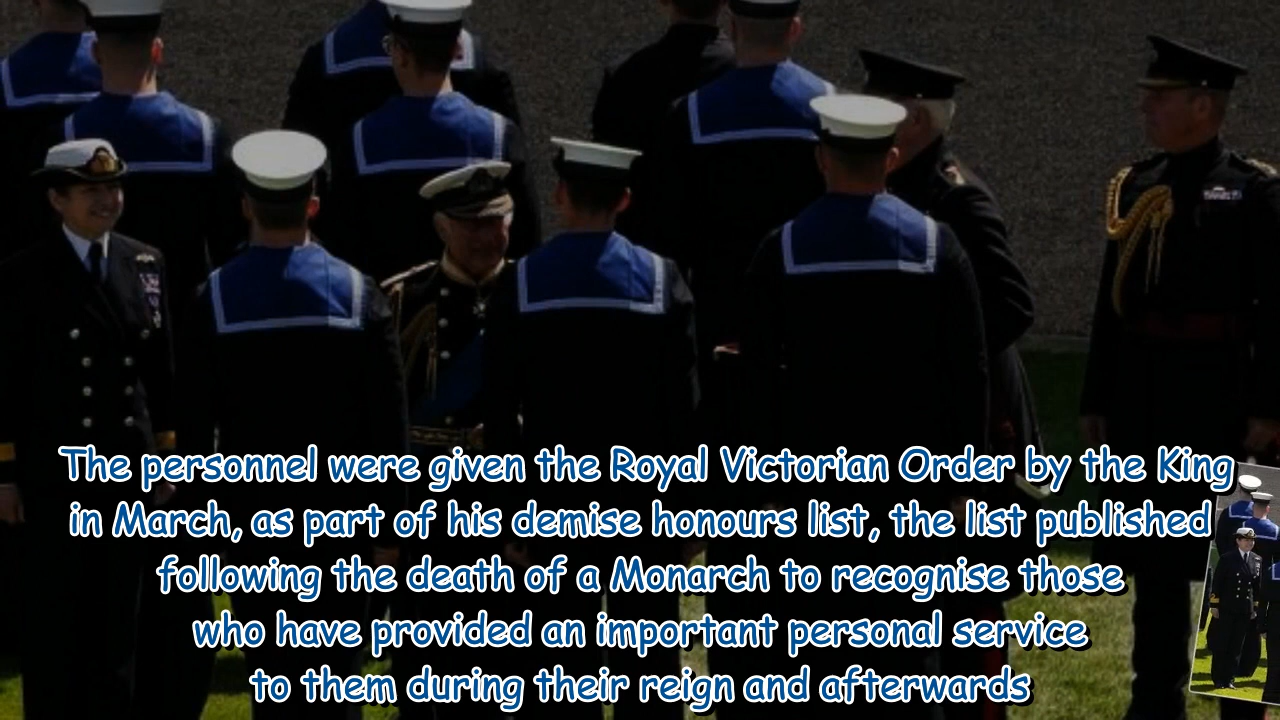 The personnel were given the Royal Victorian Order by the King
in March, as part of his demise honours list, the list published
following the death of a Monarch to recognise those
who have provided an important personal service
to them during their reign and afterwards